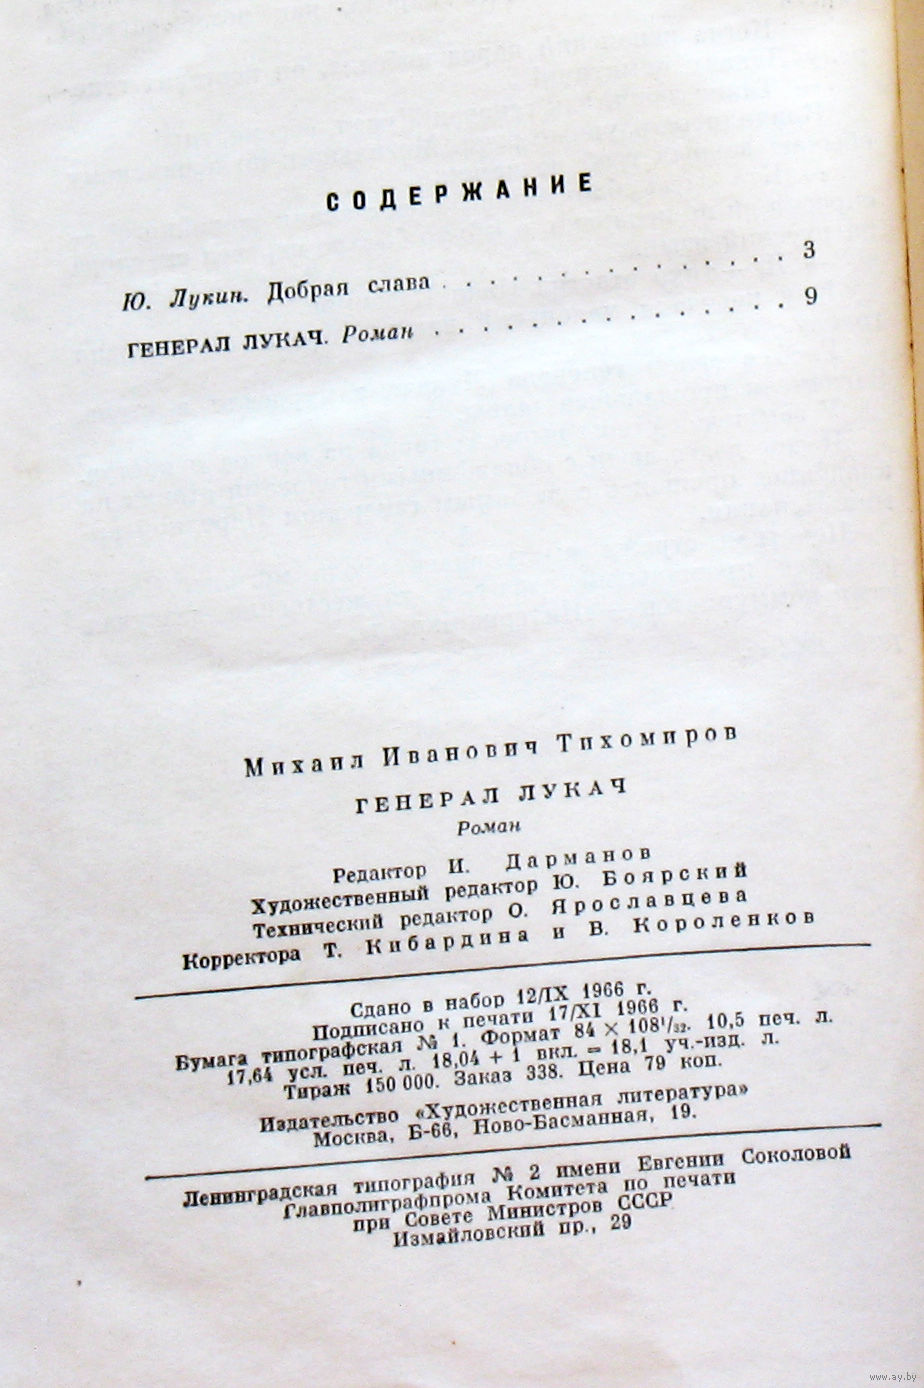 СОДЕРЖАНИЕ
Ю. Лукин. Добрая слава . . . . . . . . . . . . . . . 3
ГЕНЕРАЛ ЛУКАЧ. Роман . . . . . . . . . . . . . . . 9
Михаил Иванович Тихомиров
ГЕНЕРАЛ ЛУКАЧ
Роман
Редактор И. Дарманов
Художественный редактор Ю. Боярский
Технический редактор О. Ярославцева
Корректора Т. Кибардина и В. Короленков
Сдано в набор 12/IX 1966 г.
Подписано к печати 17/XI 1966 г.
Бумага типографская № 1. Формат 84 × 108¹/₃₂. 10,5 печ. л.
17,64 усл. печ. л. 18,04 + 1 вкл. = 18,1 уч.-изд. л.
Тираж 150 000. Заказ 338. Цена 79 коп.
Издательство «Художественная литература»
Москва, Б-66, Ново-Басманная, 19.
Ленинградская типография № 2 имени Евгении Соколовой
Главполиграфпрома Комитета по печати
при Совете Министров СССР
Измайловский пр., 29
www.ay.by